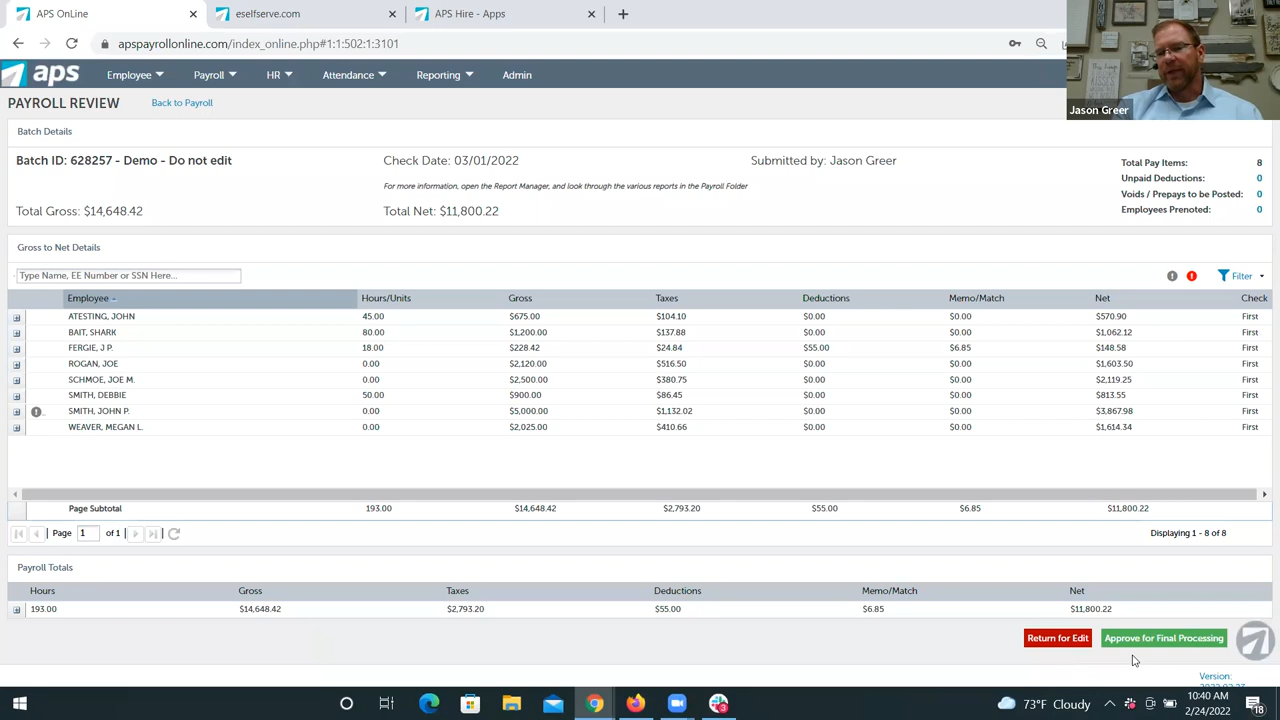 APS OnLine
eselfserve.com
APS Hire - Apps
apspayrollonline.com/index_online.php#1:1:502:1:3101
aps
Employee Payroll HR Attendance Reporting Admin
PAYROLL REVIEW Back to Payroll
Jason Greer
Batch Details
Batch ID: 628257 - Demo - Do not edit Check Date: 03/01/2022 Submitted by: Jason Greer
Total Pay Items: 8
Unpaid Deductions: 0
For more information, open the Report Manager, and look through the various reports in the Payroll Folder
Voids / Prepays to be Posted: 0
Employees Prenoted: 0
Total Gross: $14,648.42 Total Net: $11,800.22
Gross to Net Details
Type Name, EE Number or SSN Here... Filter
Employee Hours/Units Gross Taxes Deductions Memo/Match Net Check
ATESTING, JOHN 45.00 $675.00 $104.10 $0.00 $0.00 $570.90 First
BAIT, SHARK 80.00 $1,200.00 $137.88 $0.00 $0.00 $1,062.12 First
FERGIE, J P. 18.00 $228.42 $24.84 $55.00 $6.85 $148.58 First
ROGAN, JOE 0.00 $2,120.00 $516.50 $0.00 $0.00 $1,603.50 First
SCHMOE, JOE M. 0.00 $2,500.00 $380.75 $0.00 $0.00 $2,119.25 First
SMITH, DEBBIE 50.00 $900.00 $86.45 $0.00 $0.00 $813.55 First
SMITH, JOHN P. 0.00 $5,000.00 $1,132.02 $0.00 $0.00 $3,867.98 First
WEAVER, MEGAN L. 0.00 $2,025.00 $410.66 $0.00 $0.00 $1,614.34 First
Page Subtotal 193.00 $14,648.42 $2,793.20 $55.00 $6.85 $11,800.22
Page 1 of 1 Displaying 1 - 8 of 8
Payroll Totals
Hours Gross Taxes Deductions Memo/Match Net
193.00 $14,648.42 $2,793.20 $55.00 $6.85 $11,800.22
Return for Edit Approve for Final Processing
Version:
73°F Cloudy
10:40 AM
2/24/2022
18
3